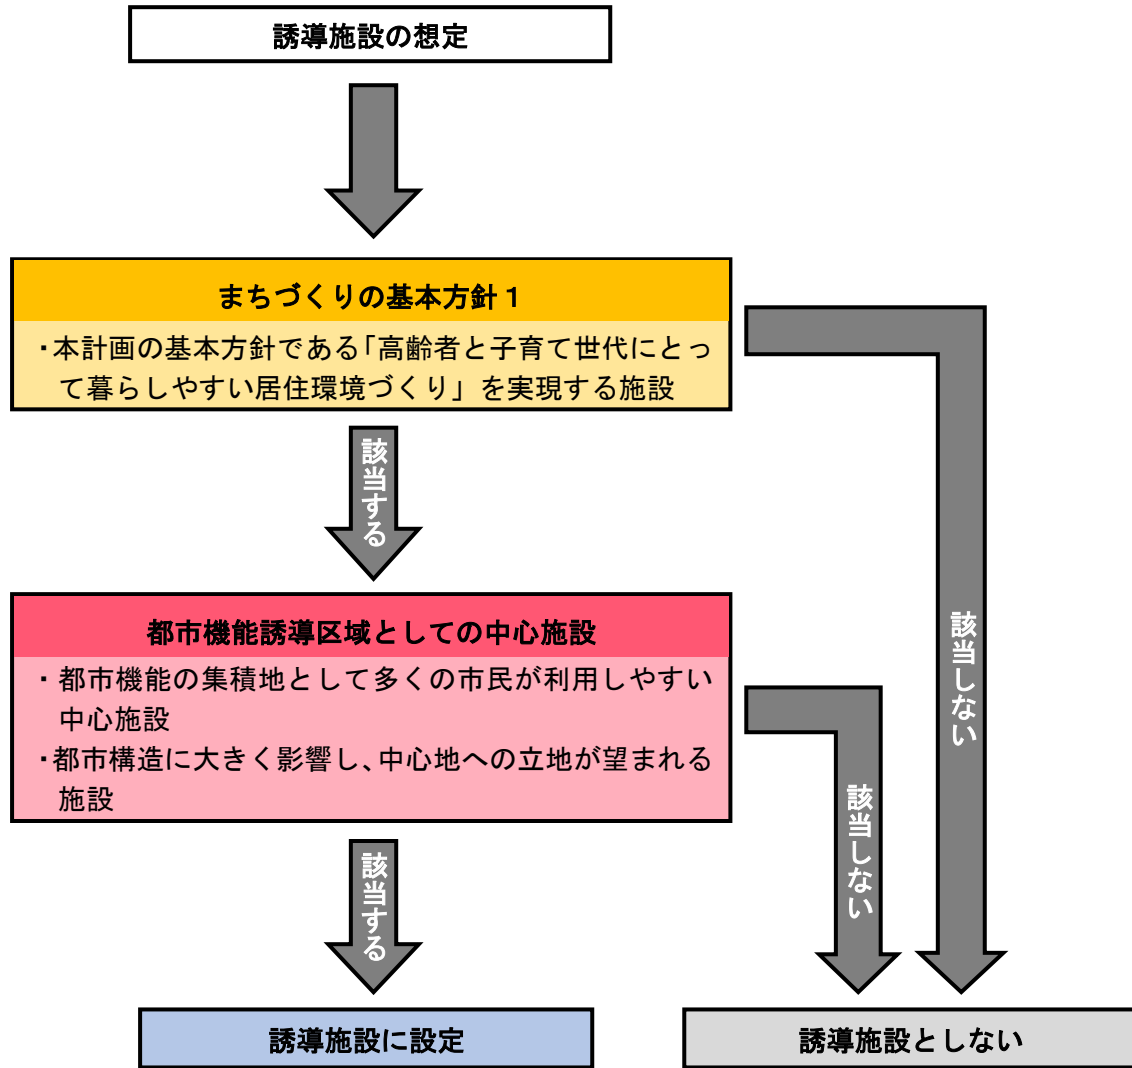 誘導施設の想定
まちづくりの基本方針１
・本計画の基本方針である「高齢者と子育て世代にとっ
て暮らしやすい居住環境づくり」を実現する施設
該当する
都市機能誘導区域としての中心施設
・都市機能の集積地として多くの市民が利用しやすい
中心施設
・都市構造に大きく影響し、中心地への立地が望まれる
施設
該当しない
該当しない
該当する
誘導施設に設定
誘導施設としない